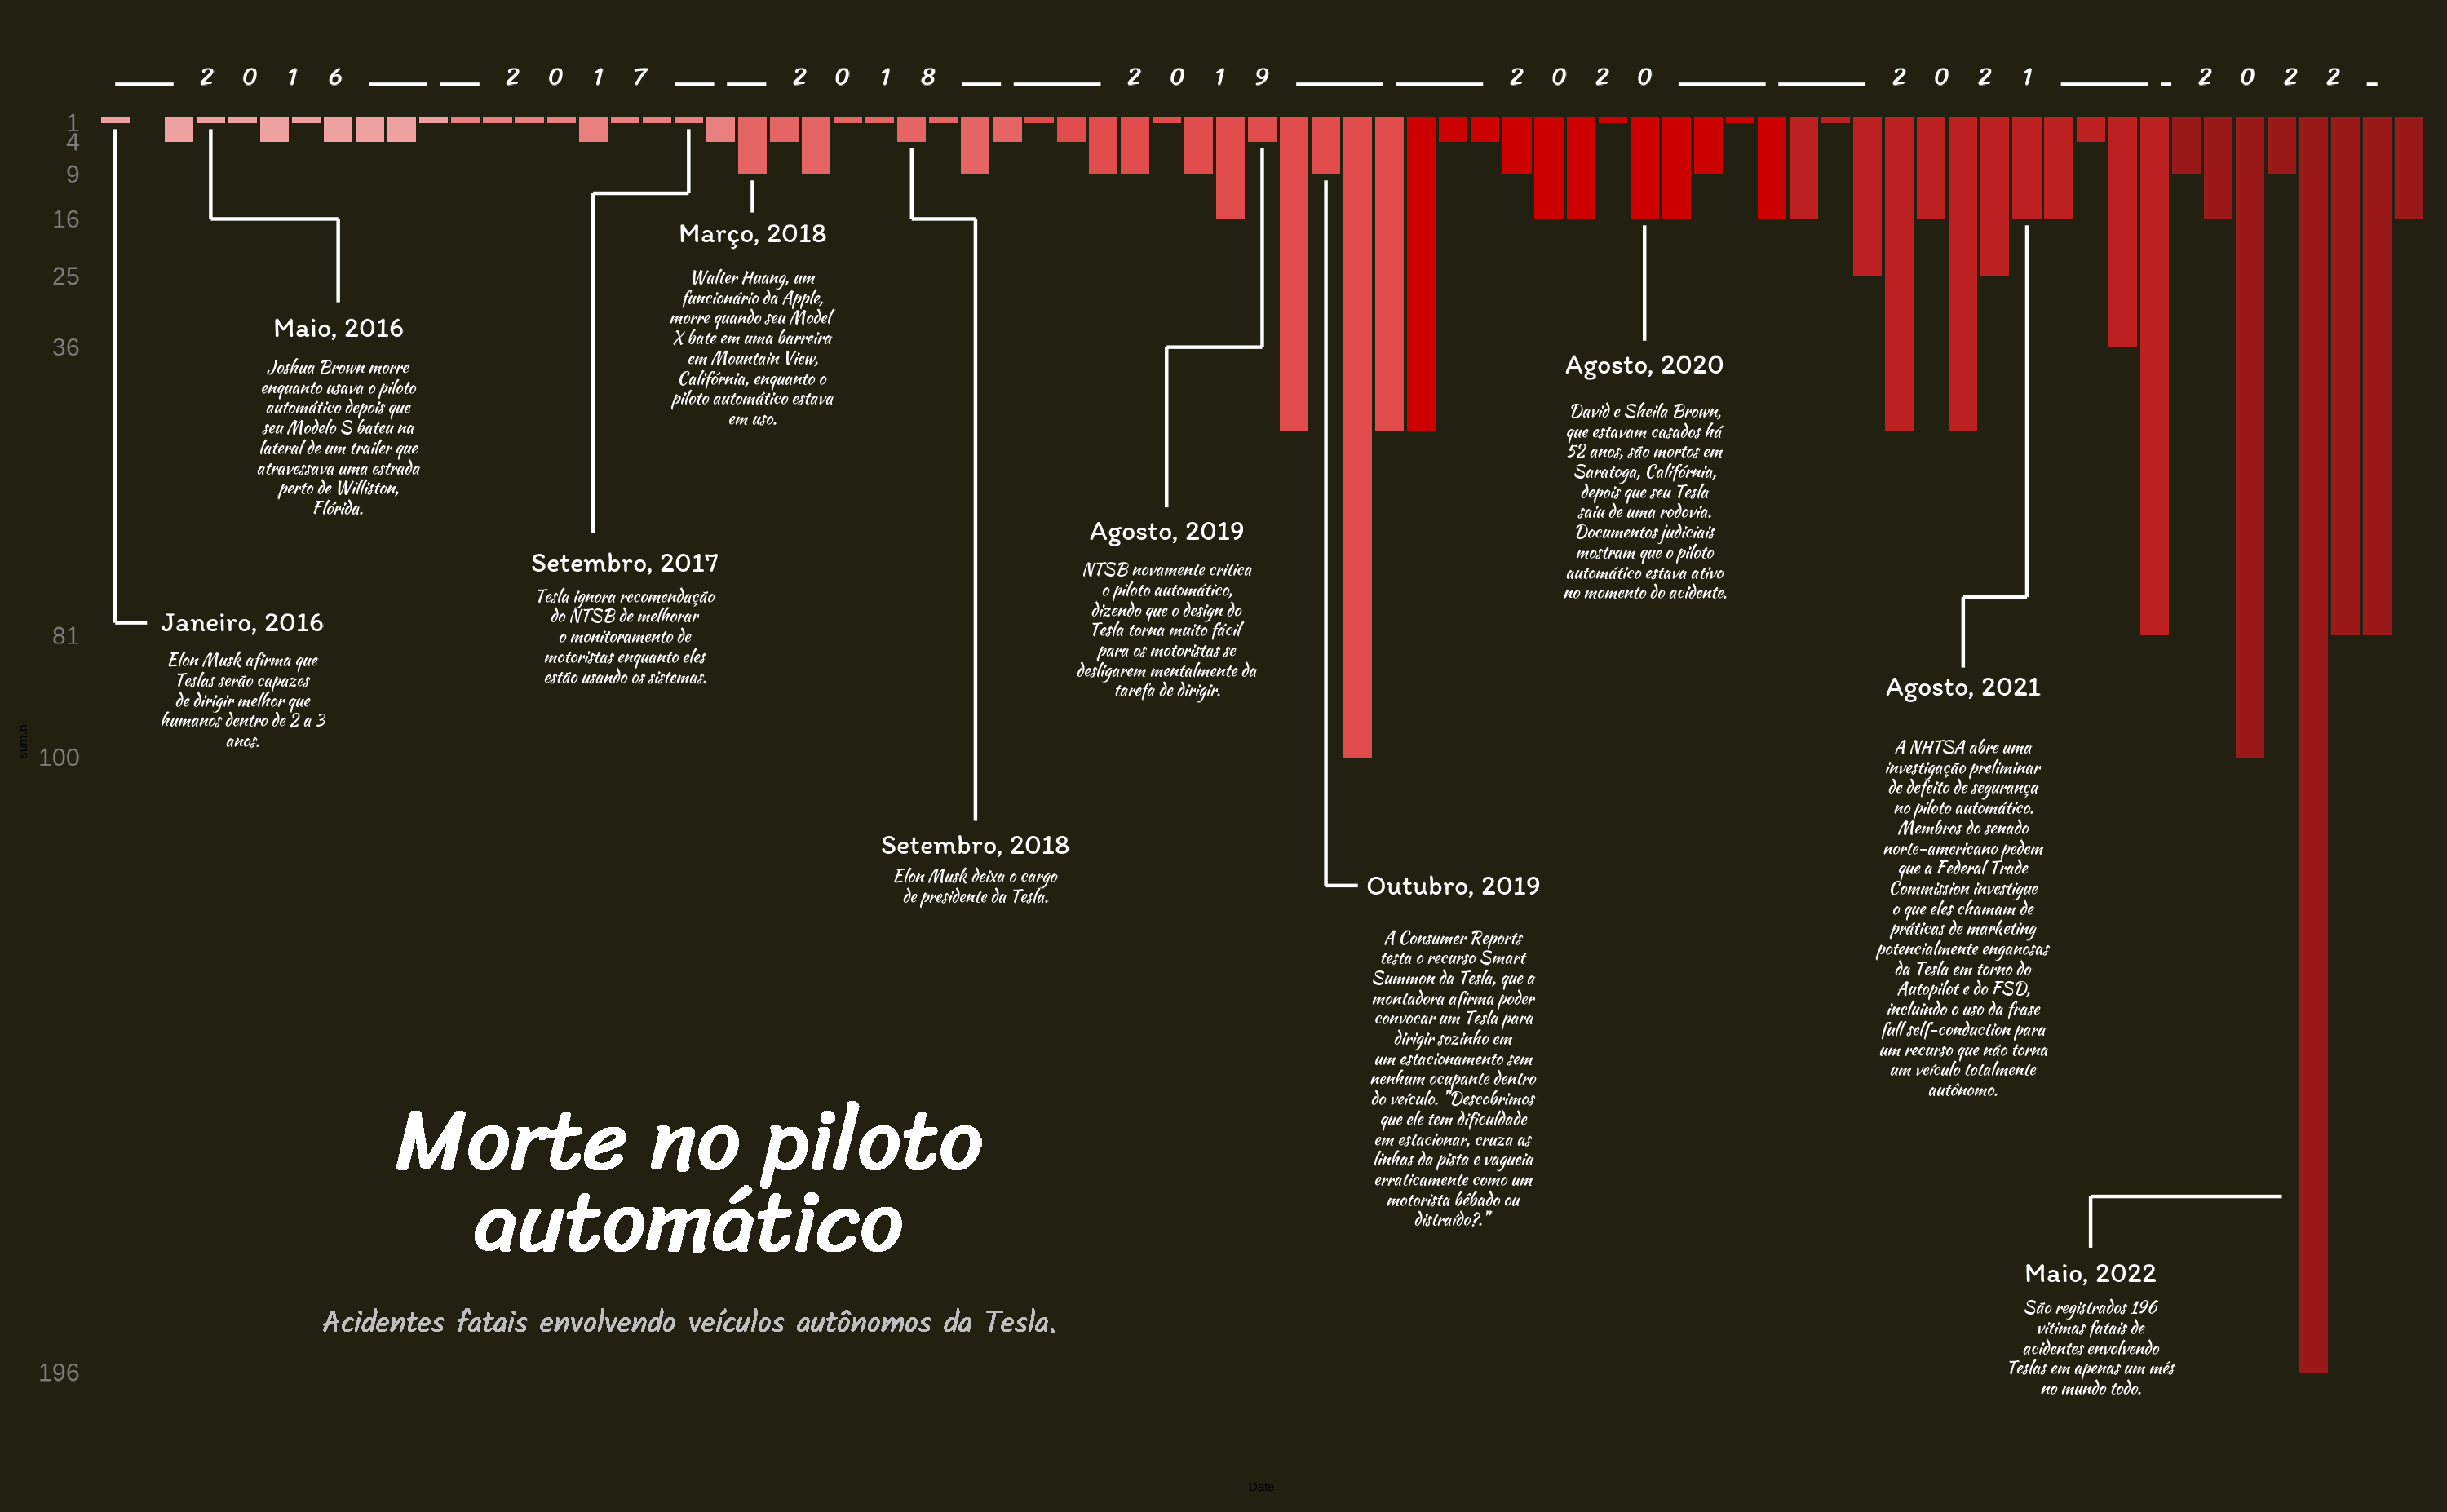 2016
2017
2018
2019
2020
2021
2022
1
4
9
16
25
36
81
100
196
sum.n
Date
Janeiro, 2016
Elon Musk afirma que
Teslas serão capazes
de dirigir melhor que
humanos dentro de 2 a 3
anos.
Maio, 2016
Joshua Brown morre
enquanto usava o piloto
automático depois que
seu Modelo S bateu na
lateral de um trailer que
atravessava uma estrada
perto de Williston,
Flórida.
Setembro, 2017
Tesla ignora recomendação
do NTSB de melhorar
o monitoramento de
motoristas enquanto eles
estão usando os sistemas.
Março, 2018
Walter Huang, um
funcionário da Apple,
morre quando seu Model
X bate em uma barreira
em Mountain View,
Califórnia, enquanto o
piloto automático estava
em uso.
Setembro, 2018
Elon Musk deixa o cargo
de presidente da Tesla.
Agosto, 2019
NTSB novamente critica
o piloto automático,
dizendo que o design do
Tesla torna muito fácil
para os motoristas se
desligarem mentalmente da
tarefa de dirigir.
Outubro, 2019
A Consumer Reports
testa o recurso Smart
Summon da Tesla, que a
montadora afirma poder
convocar um Tesla para
dirigir sozinho em
um estacionamento sem
nenhum ocupante dentro
do veículo. "Descobrimos
que ele tem dificuldade
em estacionar, cruza as
linhas da pista e vagueia
erraticamente como um
motorista bêbado ou
distraído?."
Agosto, 2020
David e Sheila Brown,
que estavam casados há
52 anos, são mortos em
Saratoga, Califórnia,
depois que seu Tesla
saiu de uma rodovia.
Documentos judiciais
mostram que o piloto
automático estava ativo
no momento do acidente.
Agosto, 2021
A NHTSA abre uma
investigação preliminar
de defeito de segurança
no piloto automático.
Membros do senado
norte-americano pedem
que a Federal Trade
Commission investigue
o que eles chamam de
práticas de marketing
potencialmente enganosas
da Tesla em torno do
Autopilot e do FSD,
incluindo o uso da frase
full self-conduction para
um recurso que não torna
um veículo totalmente
autônomo.
Maio, 2022
São registrados 196
vitimas fatais de
acidentes envolvendo
Teslas em apenas um mês
no mundo todo.
Morte no piloto
automático
Acidentes fatais envolvendo veículos autônomos da Tesla.